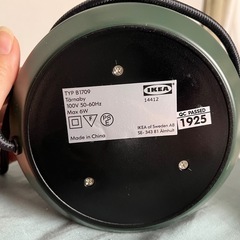 TYP B1709
Tärnaby
100V 50-60Hz
Max 6W
Made in China
IKEA
14412
IKEA of Sweden AB
SE- 343 81 Älmhult
QC PASSED
1925